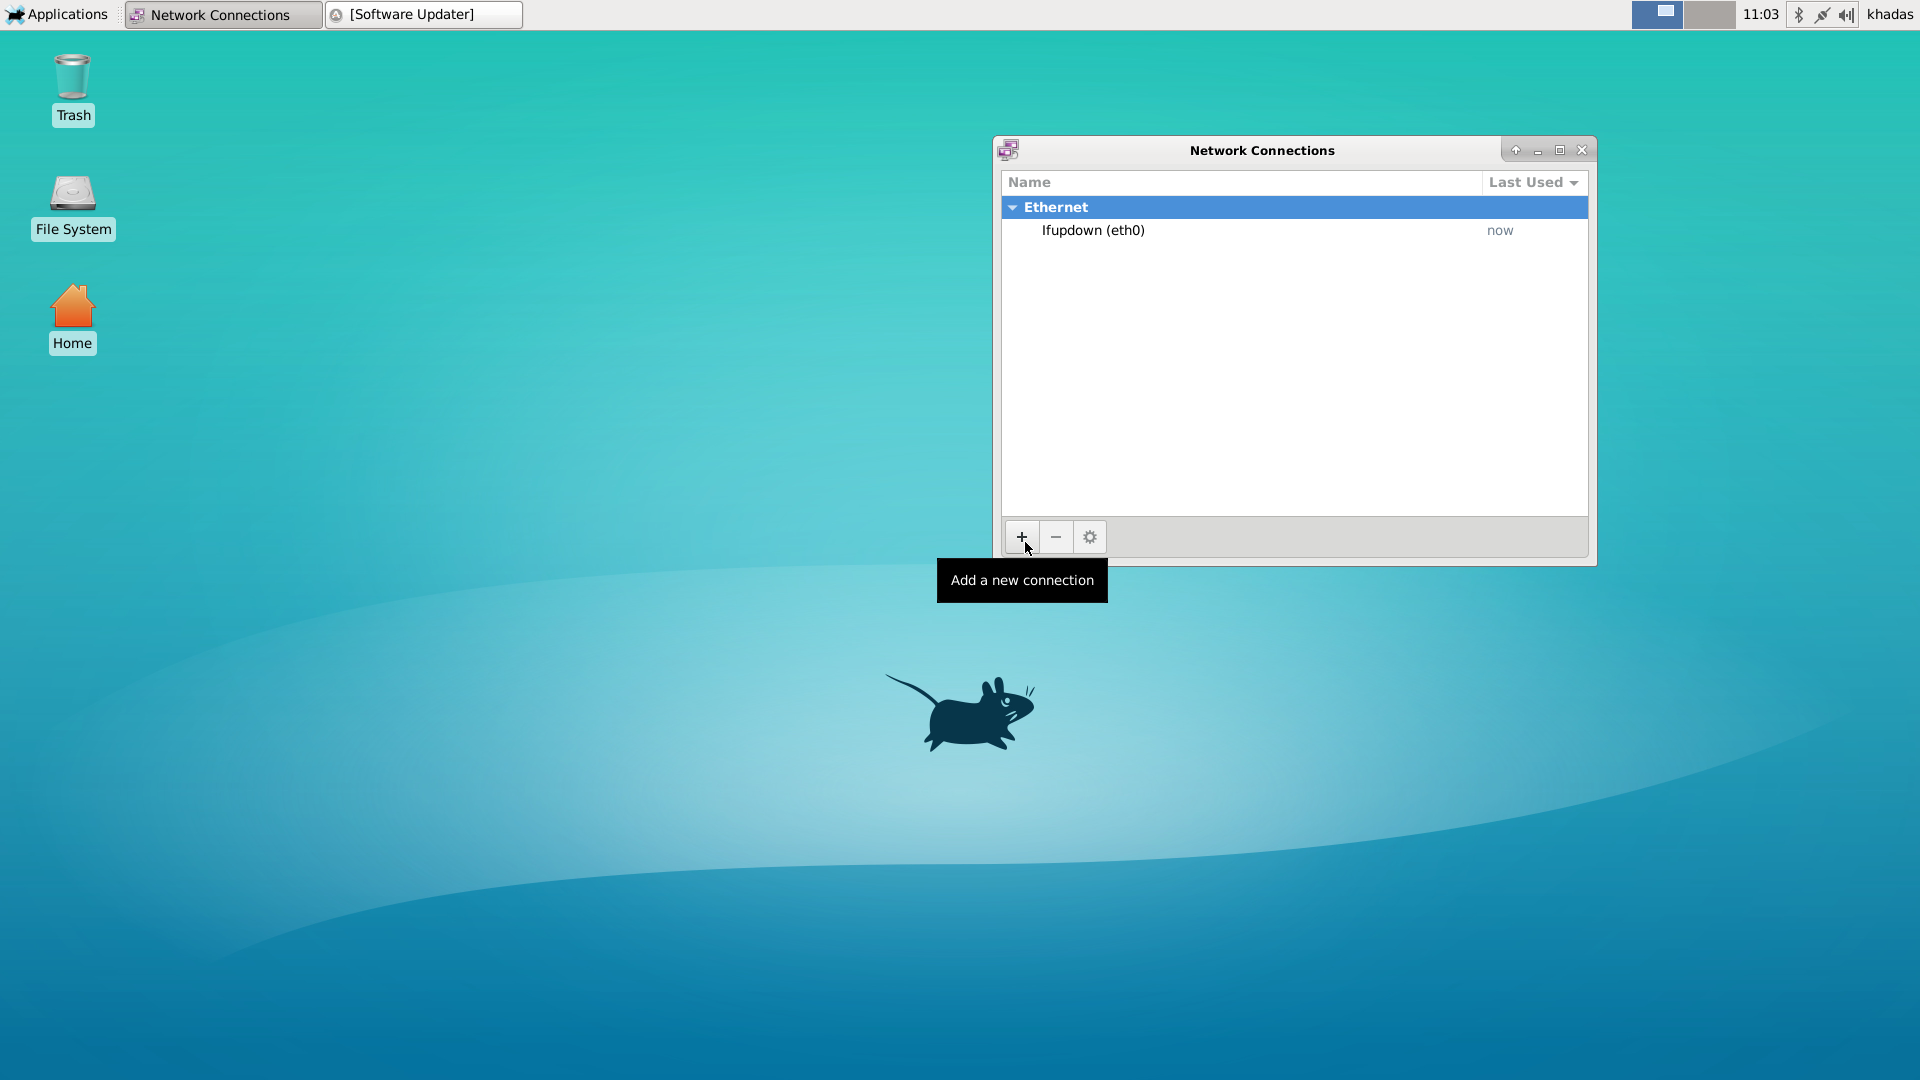 Applications
Network Connections
[Software Updater]
11:03
khadas
Trash
File System
Home
Network Connections
Name
Last Used
Ethernet
Ifupdown (eth0)
now
Add a new connection